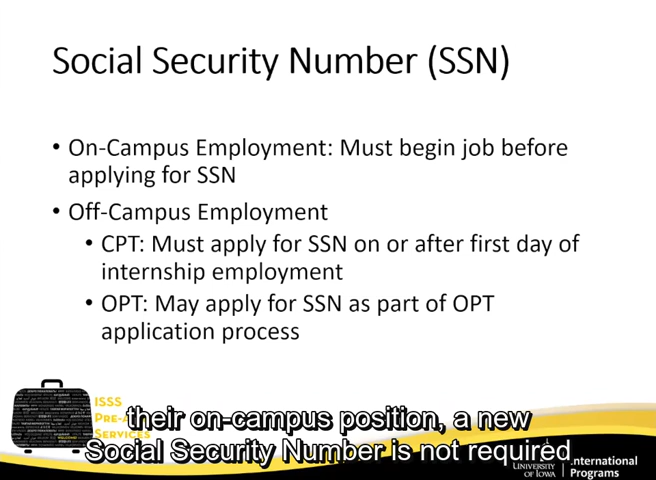 Social Security Number (SSN)
• On-Campus Employment: Must begin job before
applying for SSN
• Off-Campus Employment
• CPT: Must apply for SSN on or after first day of
internship employment
• OPT: May apply for SSN as part of OPT
application process
ISSS
their on-campus position, a new
Social Security Number is not required
UNIVERSITY
OF IOWA
International
Programs